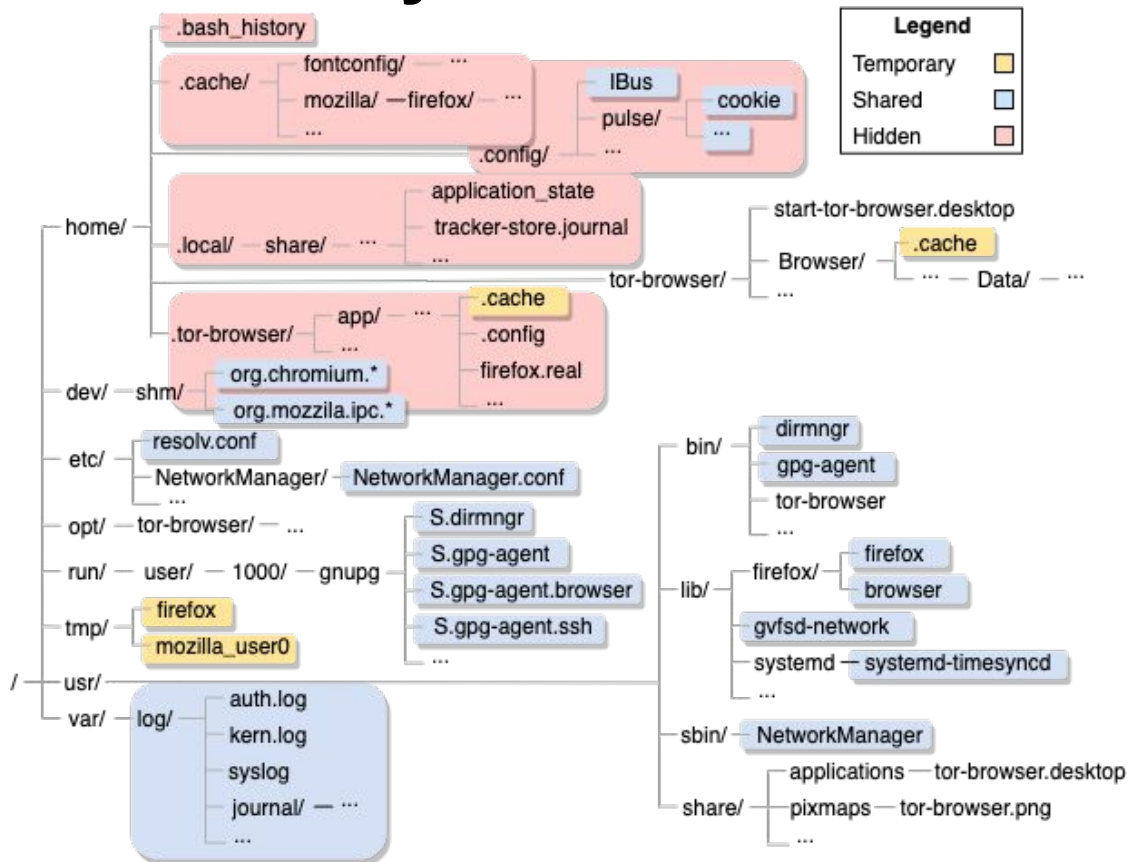 .bash_history
.cache/
fontconfig/ ...
mozilla/ firefox/ ...
...
.config/
IBus
pulse/
cookie
...
...
Legend
Temporary
Shared
Hidden
home/
.local/ share/ ...
application_state
tracker-store.journal
...
tor-browser/
start-tor-browser.desktop
Browser/
.cache
... Data/ ...
...
.tor-browser/
app/ ...
...
.cache
.config
firefox.real
...
dev/ shm/
org.chromium.*
org.mozzila.ipc.*
etc/
resolv.conf
NetworkManager/ NetworkManager.conf
...
opt/ tor-browser/ ...
run/ user/ 1000/ gnupg
S.dirmngr
S.gpg-agent
S.gpg-agent.browser
S.gpg-agent.ssh
...
tmp/
firefox
mozilla_user0
/ usr/
bin/
dirmngr
gpg-agent
tor-browser
...
lib/
firefox/
firefox
browser
gvfsd-network
systemd systemd-timesyncd
...
sbin/ NetworkManager
share/
applications tor-browser.desktop
pixmaps tor-browser.png
...
var/ log/
auth.log
kern.log
syslog
journal/ ...
...